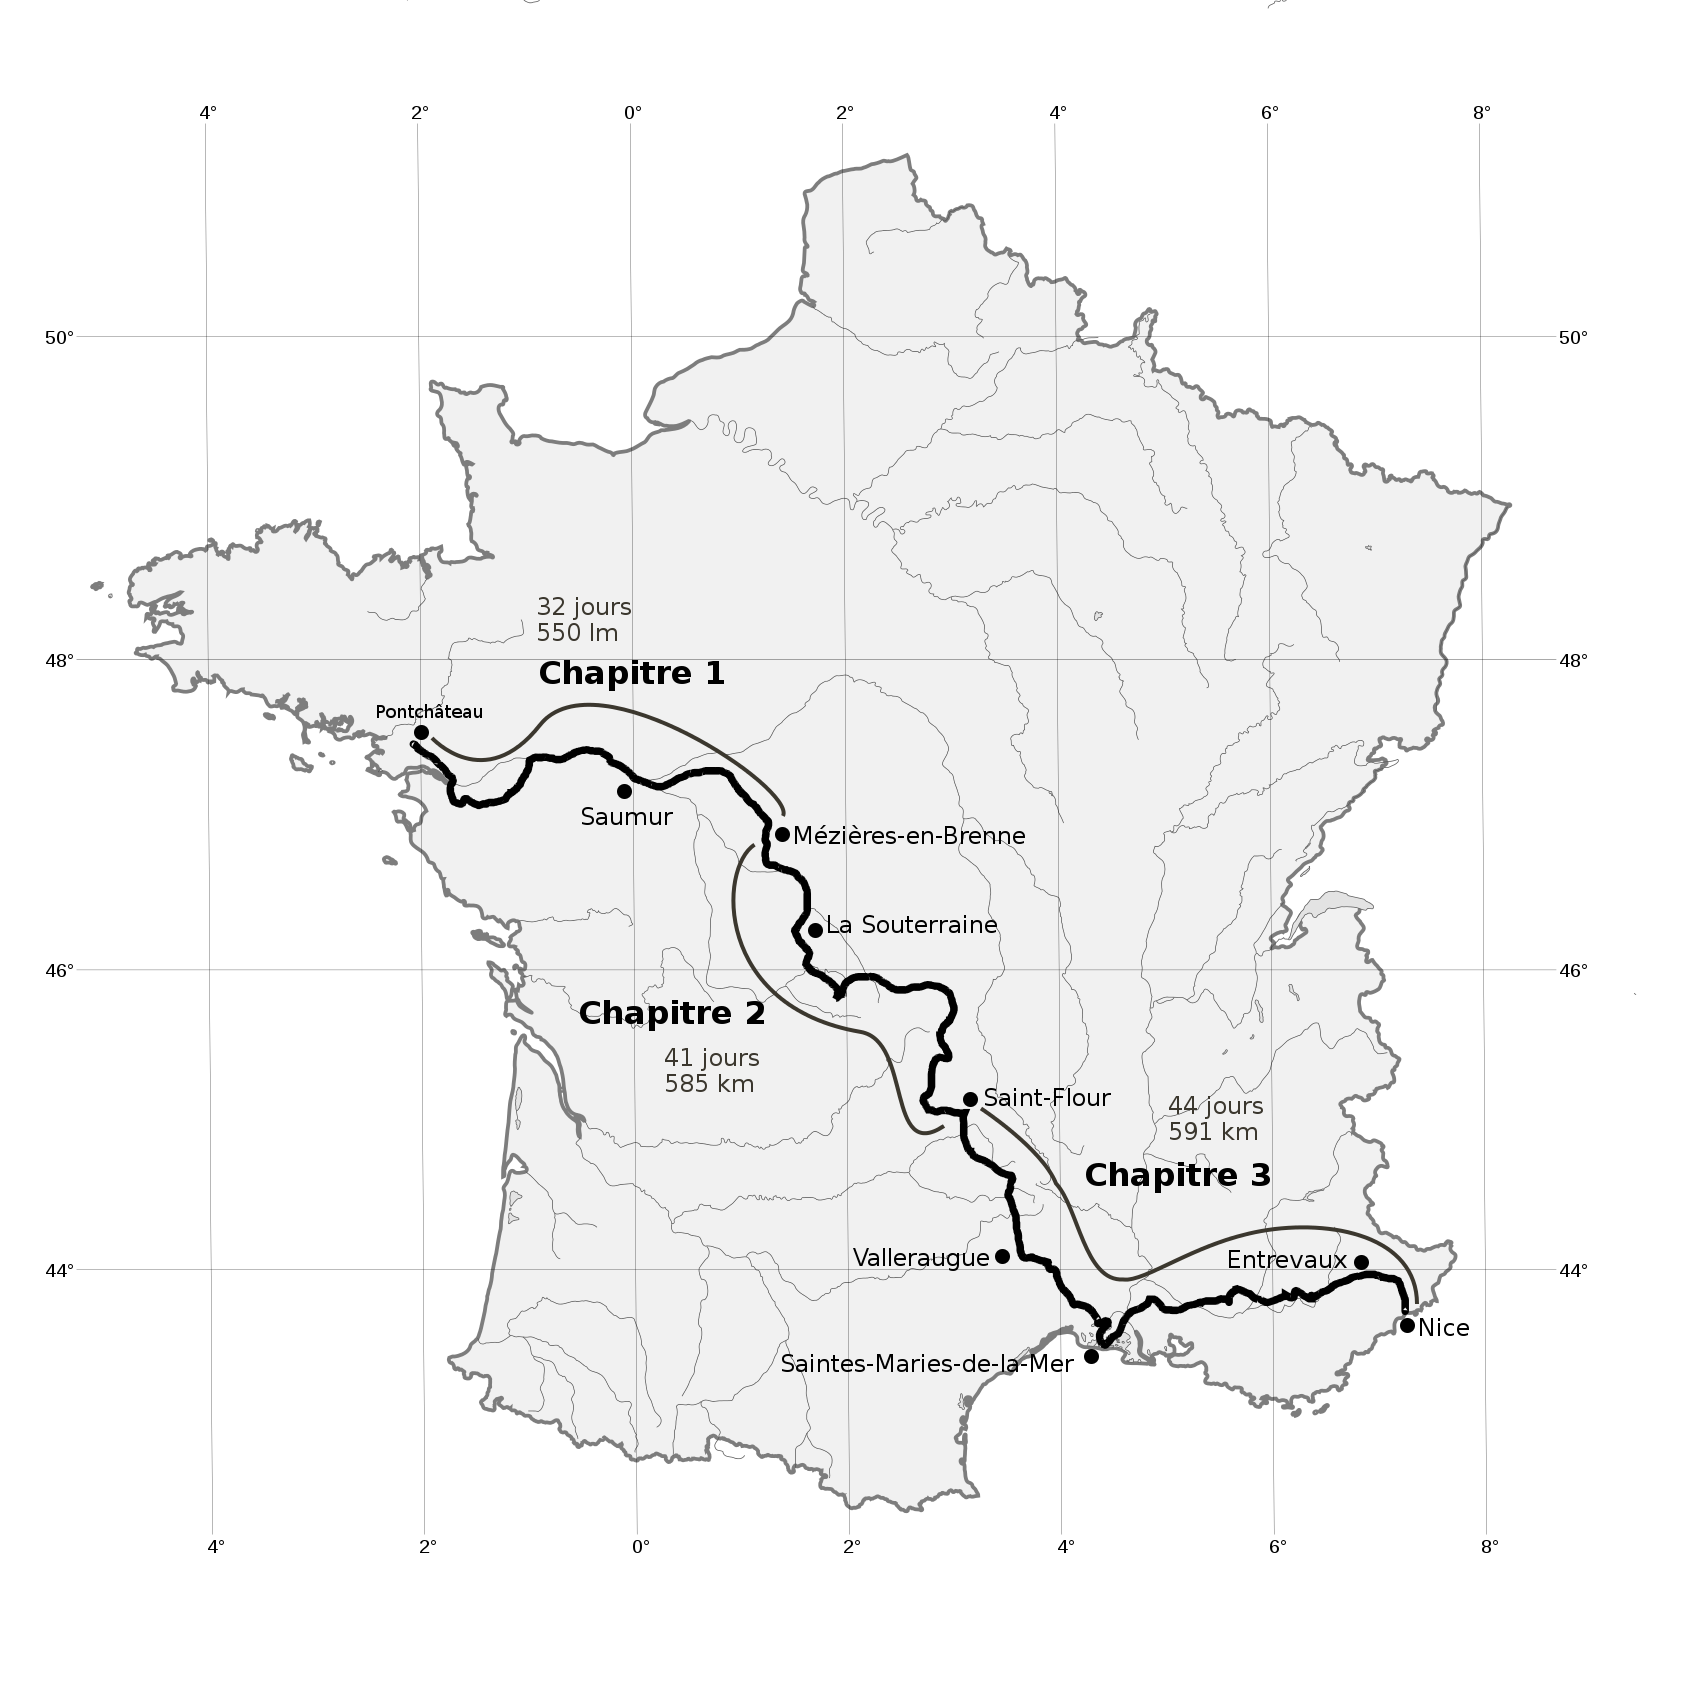 4°
2°
0°
2°
4°
6°
8°
50°
50°
32 jours
550 lm
48°
48°
Chapitre 1
Pontchâteau
Saumur
Mézières-en-Brenne
La Souterraine
46°
46°
Chapitre 2
41 jours
585 km
Saint-Flour
44 jours
591 km
Chapitre 3
Valleraugue
Entrevaux
44°
44°
Nice
Saintes-Maries-de-la-Mer
4°
2°
0°
2°
4°
6°
8°